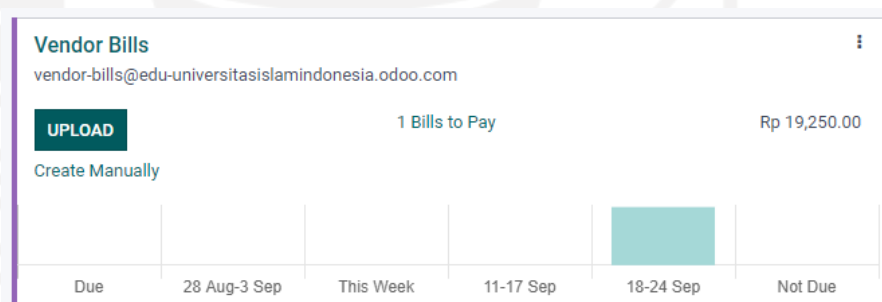 Vendor Bills
vendor-bills@edu-universitasislamindonesia.odoo.com
UPLOAD 1 Bills to Pay Rp 19,250.00
Create Manually
Due 28 Aug-3 Sep This Week 11-17 Sep 18-24 Sep Not Due